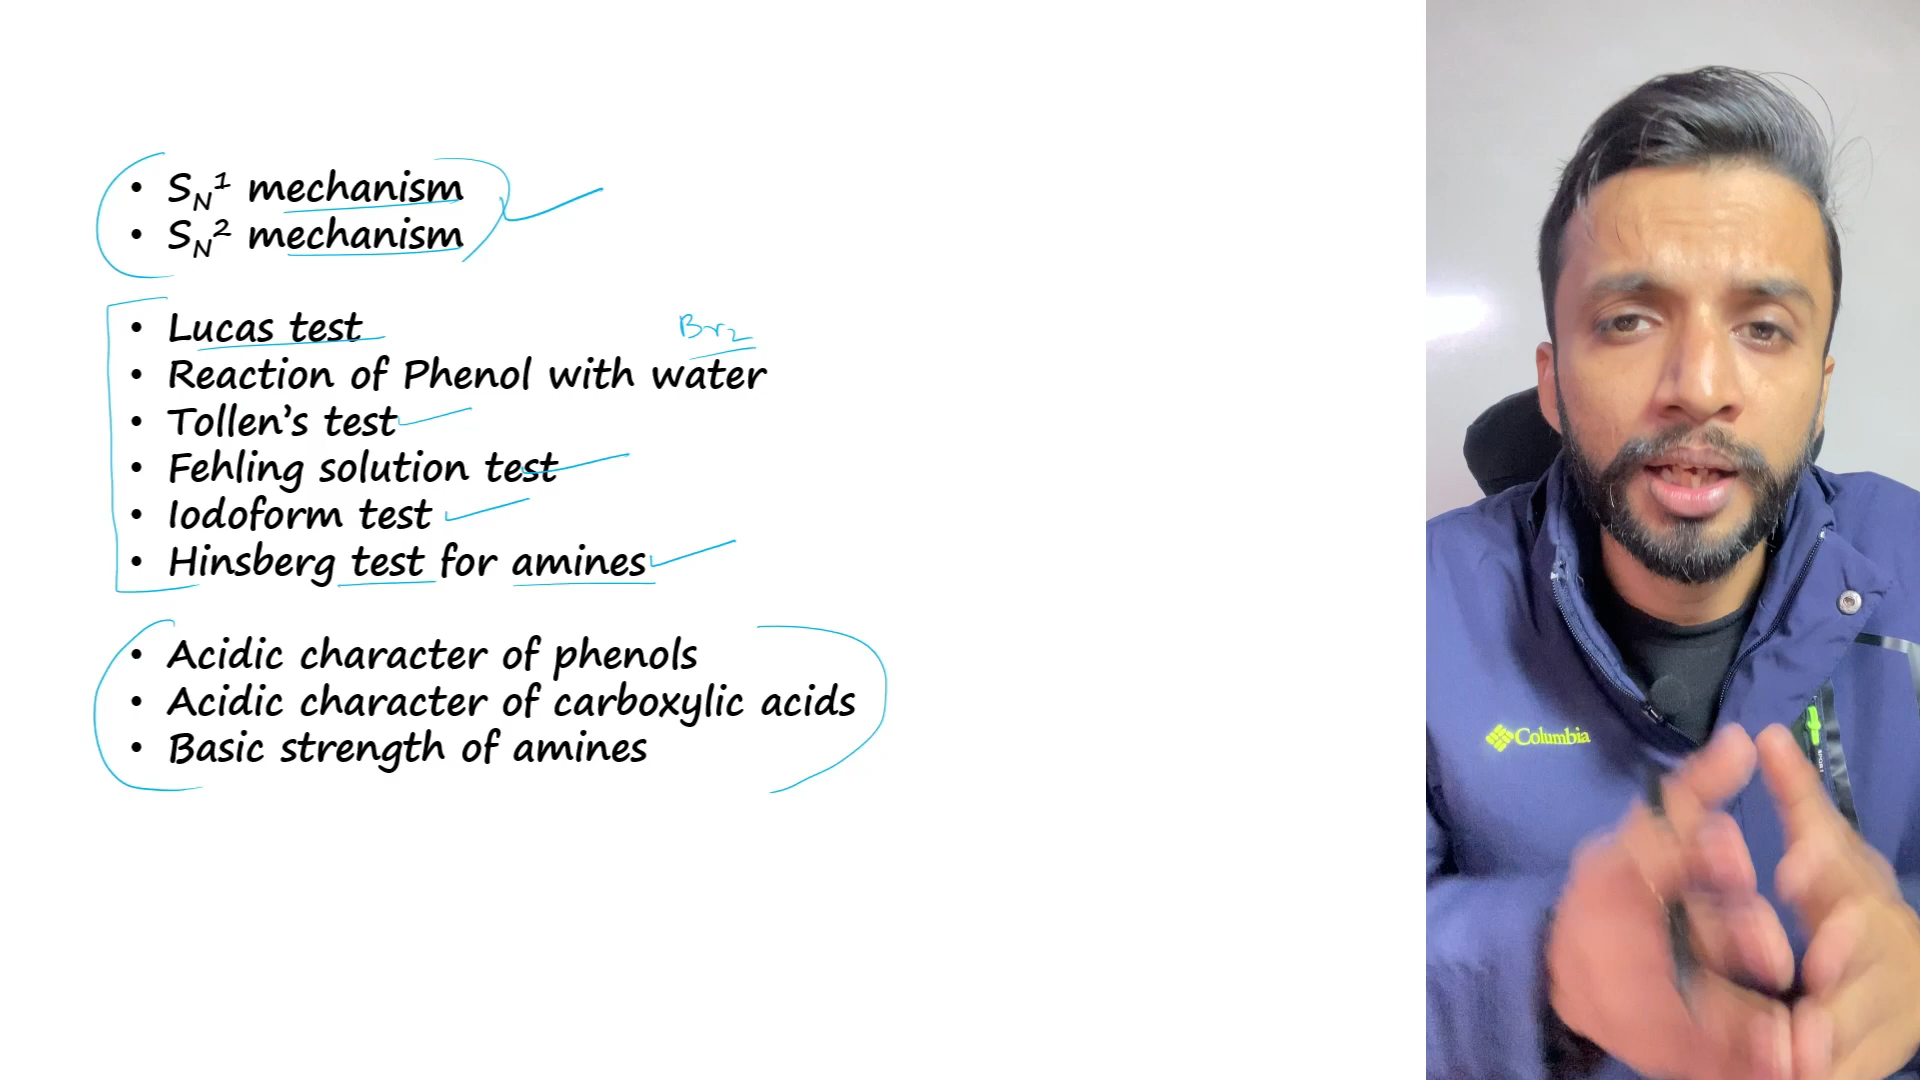 • SN1 mechanism
• SN2 mechanism
• Lucas test
Br2
• Reaction of Phenol with water
• Tollen's test
• Fehling solution test
• Iodoform test
• Hinsberg test for amines
• Acidic character of phenols
• Acidic character of carboxylic acids
• Basic strength of amines
Columbia